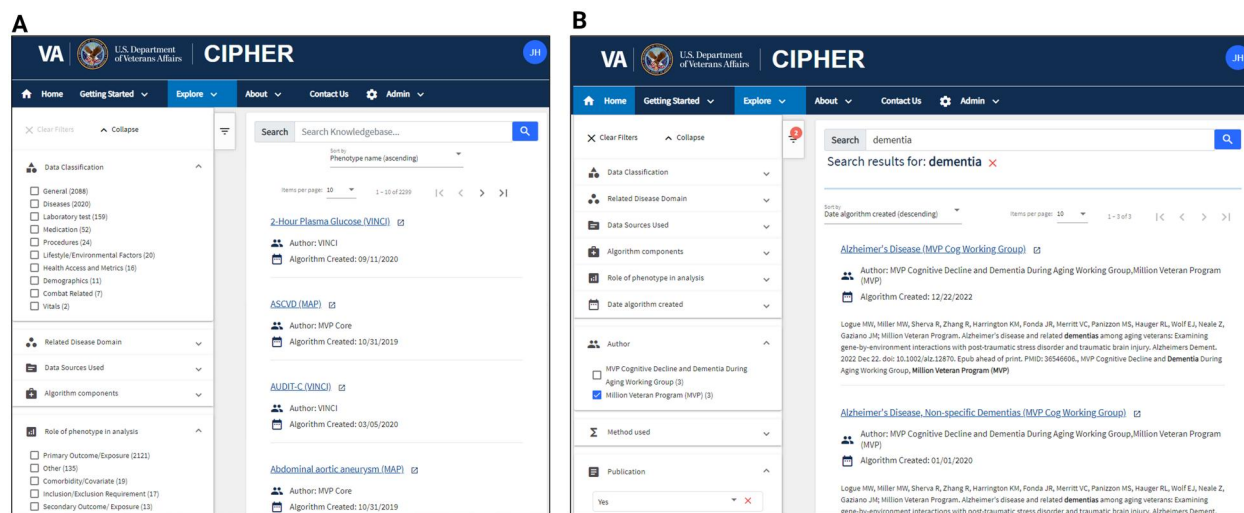 A
VA
U.S. Department
of Veterans Affairs
CIPHER
JH
Home
Getting Started
Explore
About
Contact Us
Admin
Clear Filters
Collapse
Data Classification
General (2088)
Diseases (2020)
Laboratory test (159)
Medication (52)
Procedures (24)
Lifestyle/Environmental Factors (20)
Health Access and Metrics (16)
Demographics (11)
Combat Related (7)
Vitals (2)
Related Disease Domain
Data Sources Used
Algorithm components
Role of phenotype in analysis
Primary Outcome/Exposure (2121)
Other (135)
Comorbidity/Covariate (19)
Inclusion/Exclusion Requirement (17)
Secondary Outcome/ Exposure (13)
Search
Search Knowledgebase...
Sort by
Phenotype name (ascending)
Items per page: 10
1 – 10 of 2299
2-Hour Plasma Glucose (VINCI)
Author: VINCI
Algorithm Created: 09/11/2020
ASCVD (MAP)
Author: MVP Core
Algorithm Created: 10/31/2019
AUDIT-C (VINCI)
Author: VINCI
Algorithm Created: 03/05/2020
Abdominal aortic aneurysm (MAP)
Author: MVP Core
Algorithm Created: 10/31/2019
B
VA
U.S. Department
of Veterans Affairs
CIPHER
JH
Home
Getting Started
Explore
About
Contact Us
Admin
Clear Filters
Collapse
2
Data Classification
Related Disease Domain
Data Sources Used
Algorithm components
Role of phenotype in analysis
Date algorithm created
Author
MVP Cognitive Decline and Dementia During
Aging Working Group (3)
Million Veteran Program (MVP) (3)
Method used
Publication
Yes
Search
dementia
Search results for: dementia
Sort by
Date algorithm created (descending)
Items per page: 10
1 – 3 of 3
Alzheimer's Disease (MVP Cog Working Group)
Author: MVP Cognitive Decline and Dementia During Aging Working Group,Million Veteran Program
(MVP)
Algorithm Created: 12/22/2022
Logue MW, Miller MW, Sherva R, Zhang R, Harrington KM, Fonda JR, Merritt VC, Panizzon MS, Hauger RL, Wolf EJ, Neale Z,
Gaziano JM; Million Veteran Program. Alzheimer's disease and related dementias among aging veterans: Examining
gene-by-environment interactions with post-traumatic stress disorder and traumatic brain injury. Alzheimers Dement.
2022 Dec 22. doi: 10.1002/alz.12870. Epub ahead of print. PMID: 36546606., MVP Cognitive Decline and Dementia During
Aging Working Group, Million Veteran Program (MVP)
Alzheimer's Disease, Non-specific Dementias (MVP Cog Working Group)
Author: MVP Cognitive Decline and Dementia During Aging Working Group,Million Veteran Program
(MVP)
Algorithm Created: 01/01/2020
Logue MW, Miller MW, Sherva R, Zhang R, Harrington KM, Fonda JR, Merritt VC, Panizzon MS, Hauger RL, Wolf EJ, Neale Z,
Gaziano JM; Million Veteran Program. Alzheimer's disease and related dementias among aging veterans: Examining
gene-by-environment interactions with post-traumatic stress disorder and traumatic brain injury. Alzheimers Dement.